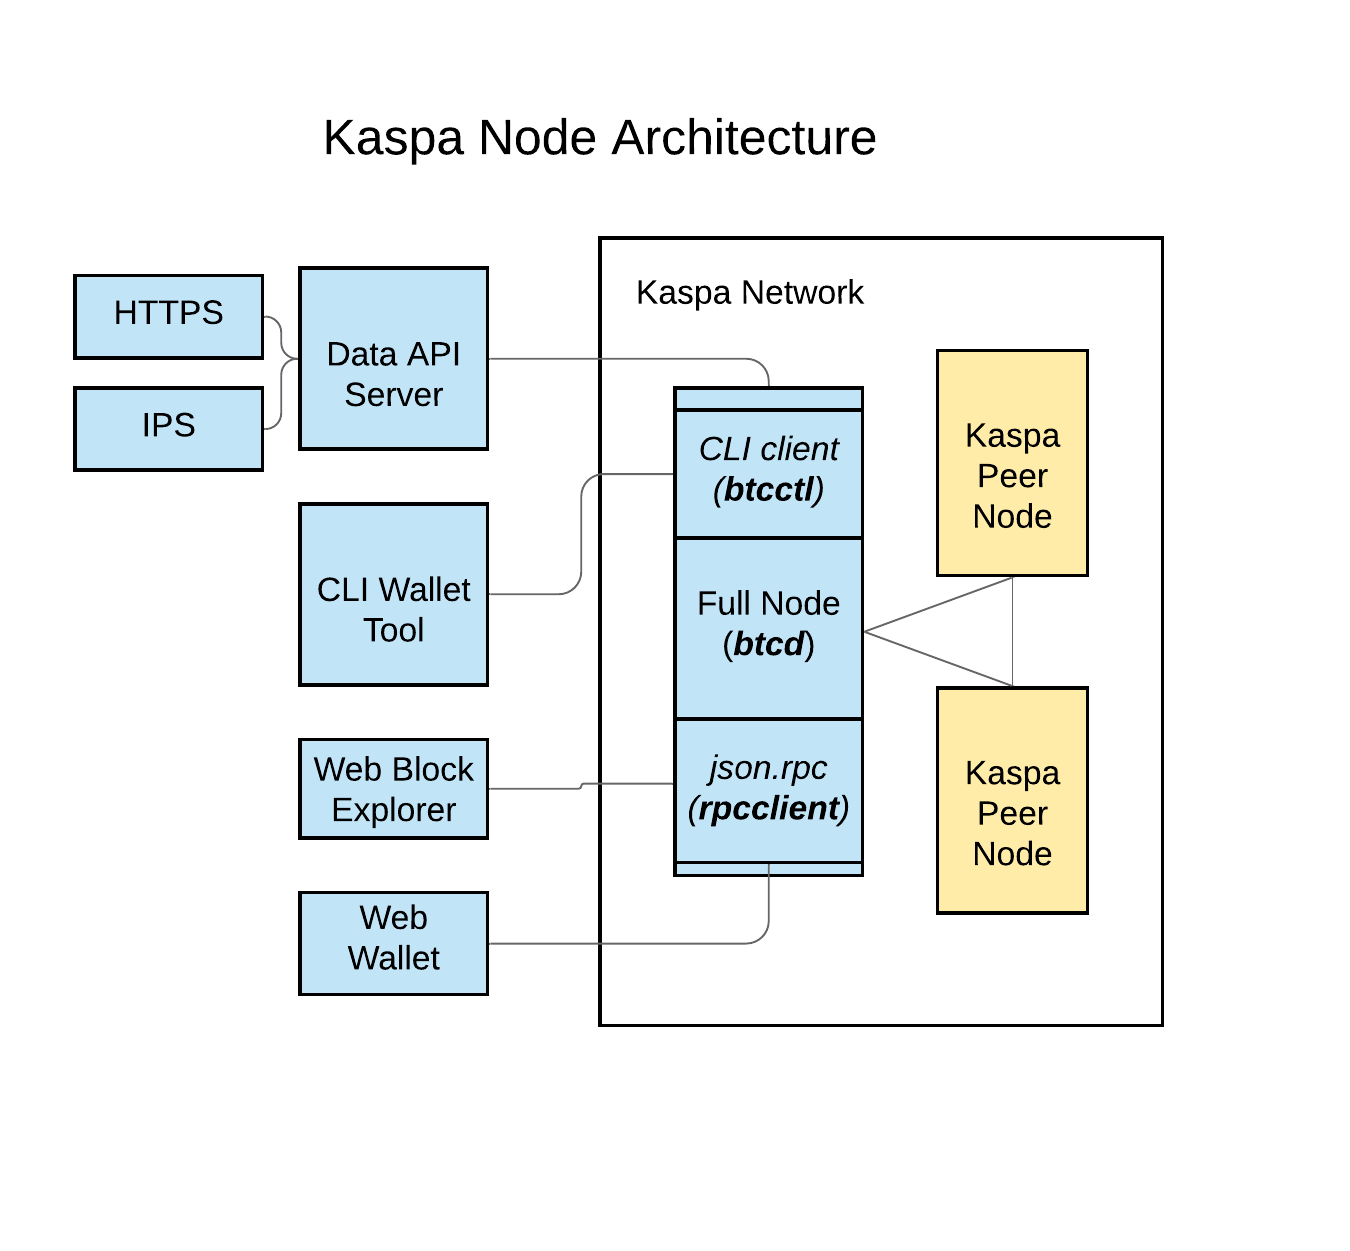 Kaspa Node Architecture
HTTPS
IPS
Data API
Server
CLI Wallet
Tool
Web Block
Explorer
Web
Wallet
Kaspa Network
CLI client
(btcctl)
Full Node
(btcd)
json.rpc
(rpcclient)
Kaspa
Peer
Node
Kaspa
Peer
Node